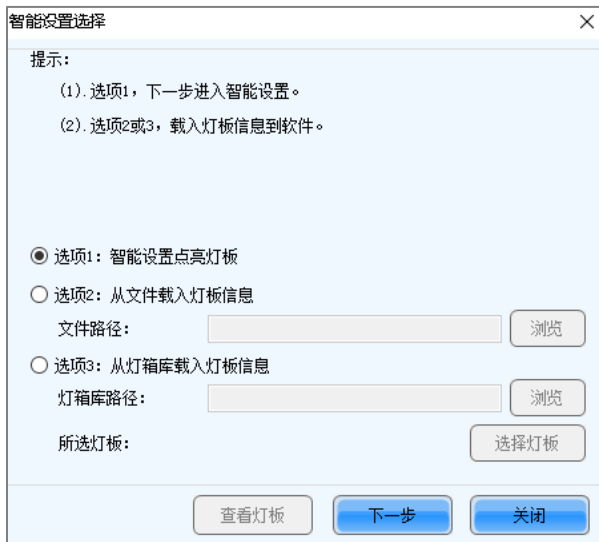 智能设置选择
提示：
(1).选项1，下一步进入智能设置。
(2).选项2或3，载入灯板信息到软件。
选项1：智能设置点亮灯板
选项2：从文件载入灯板信息
文件路径： 浏览
选项3：从灯箱库载入灯板信息
灯箱库路径： 浏览
所选灯板： 选择灯板
查看灯板 下一步 关闭